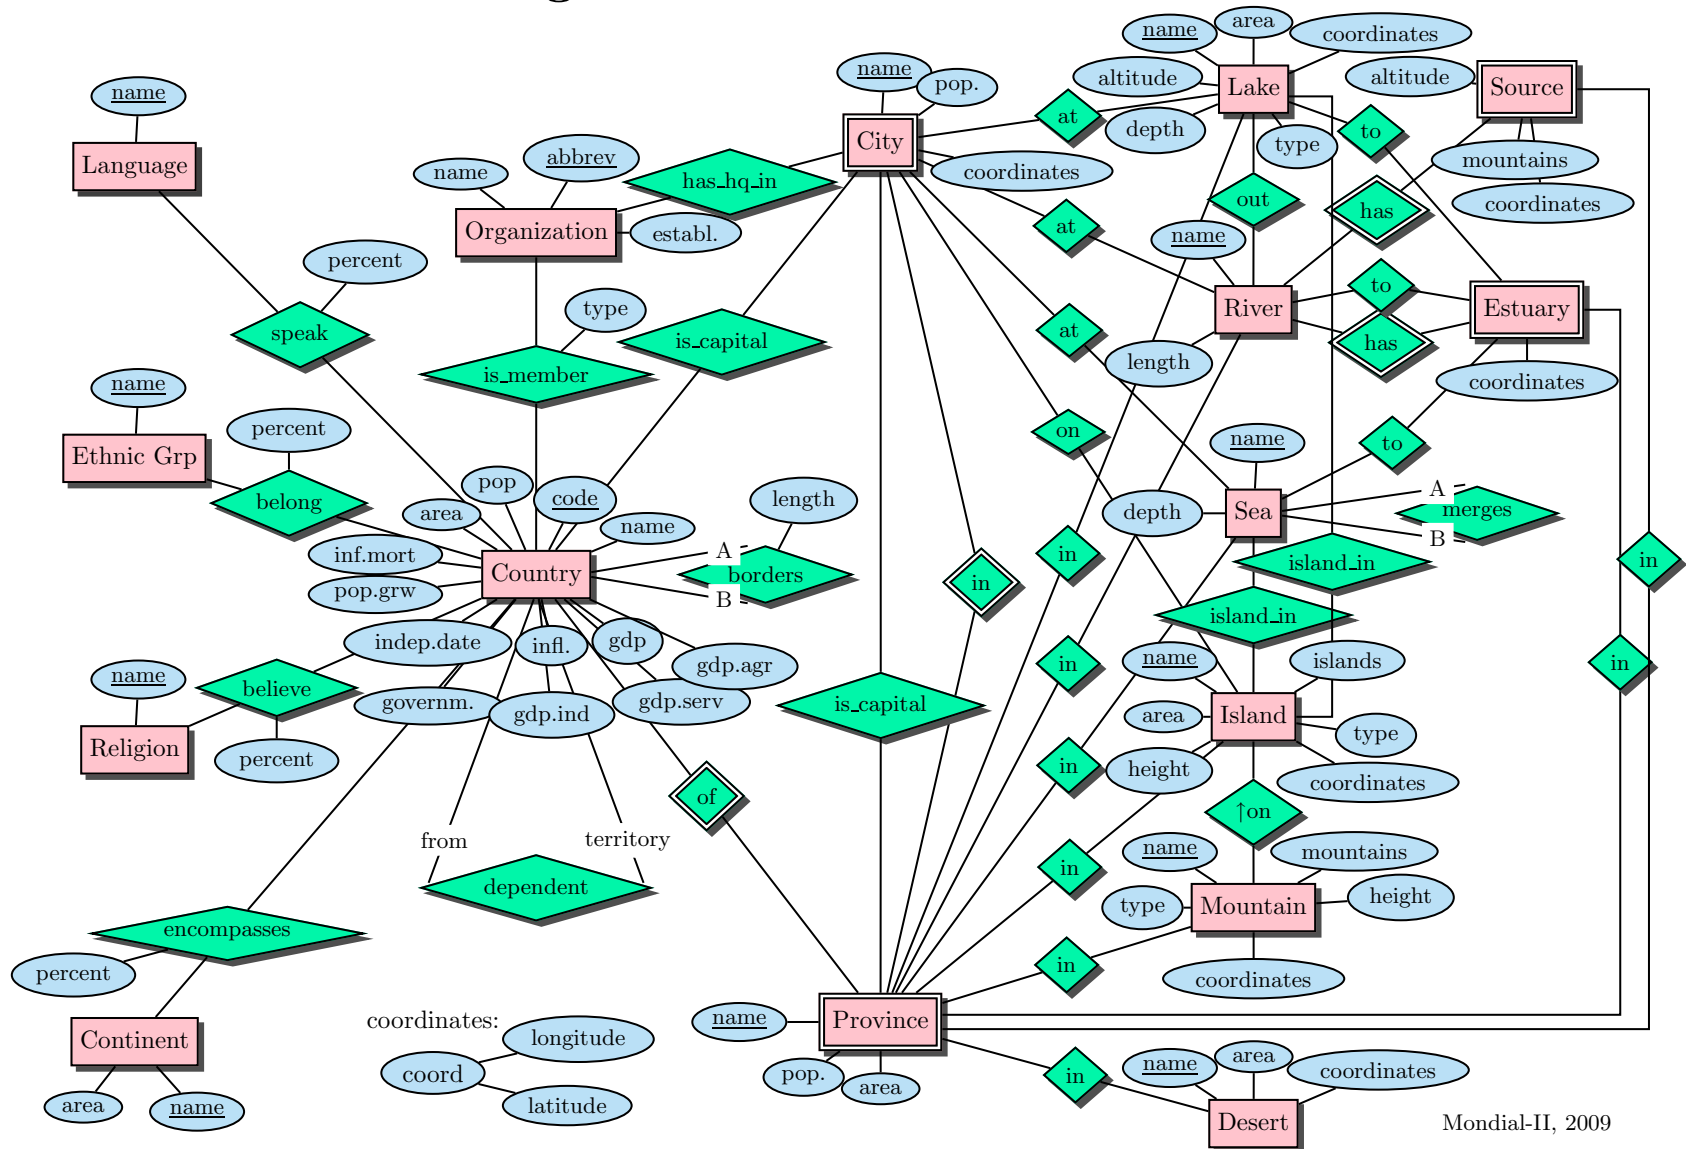 name
area
coordinates
altitude
Lake
altitude
Source
name
pop.
name
at
depth
type
to
City
Language
name
abbrev
has_hq_in
coordinates
mountains
coordinates
out
has
Organization
establ.
at
name
percent
type
to
speak
is_capital
at
River
Estuary
has
length
is_member
name
coordinates
Ethnic Grp
percent
on
name
to
belong
pop
code
area
name
length
depth
Sea
A
merges
B
inf.mort
pop.grw
Country
A
borders
B
in
in
island_in
in
island_in
indep.date
infl.
gdp
gdp.agr
in
name
islands
in
name
believe
governm.
gdp.ind
gdp.serv
is_capital
area
Island
type
Religion
percent
in
height
coordinates
of
↑on
from
territory
name
mountains
in
dependent
type
Mountain
height
encompasses
percent
in
coordinates
coordinates:
longitude
name
Province
Continent
coord
pop.
area
in
name
area
coordinates
area
name
latitude
Desert
Mondial-II, 2009